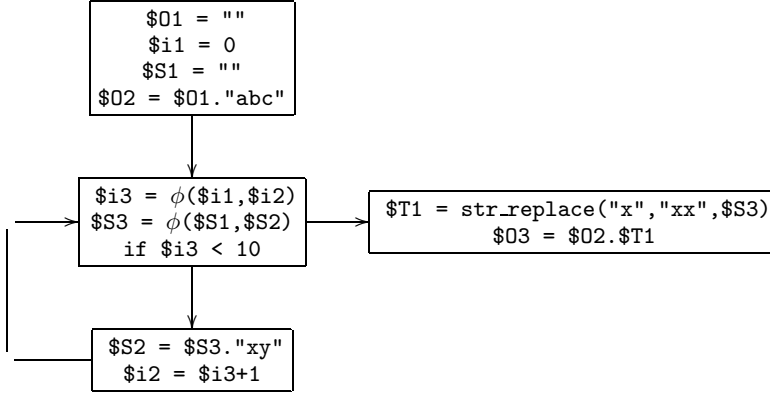 $O1 = ""
$i1 = 0
$S1 = ""
$O2 = $O1."abc"
$i3 = ϕ($i1,$i2)
$S3 = ϕ($S1,$S2)
if $i3 < 10
$T1 = str_replace("x","xx",$S3)
$O3 = $O2.$T1
$S2 = $S3."xy"
$i2 = $i3+1